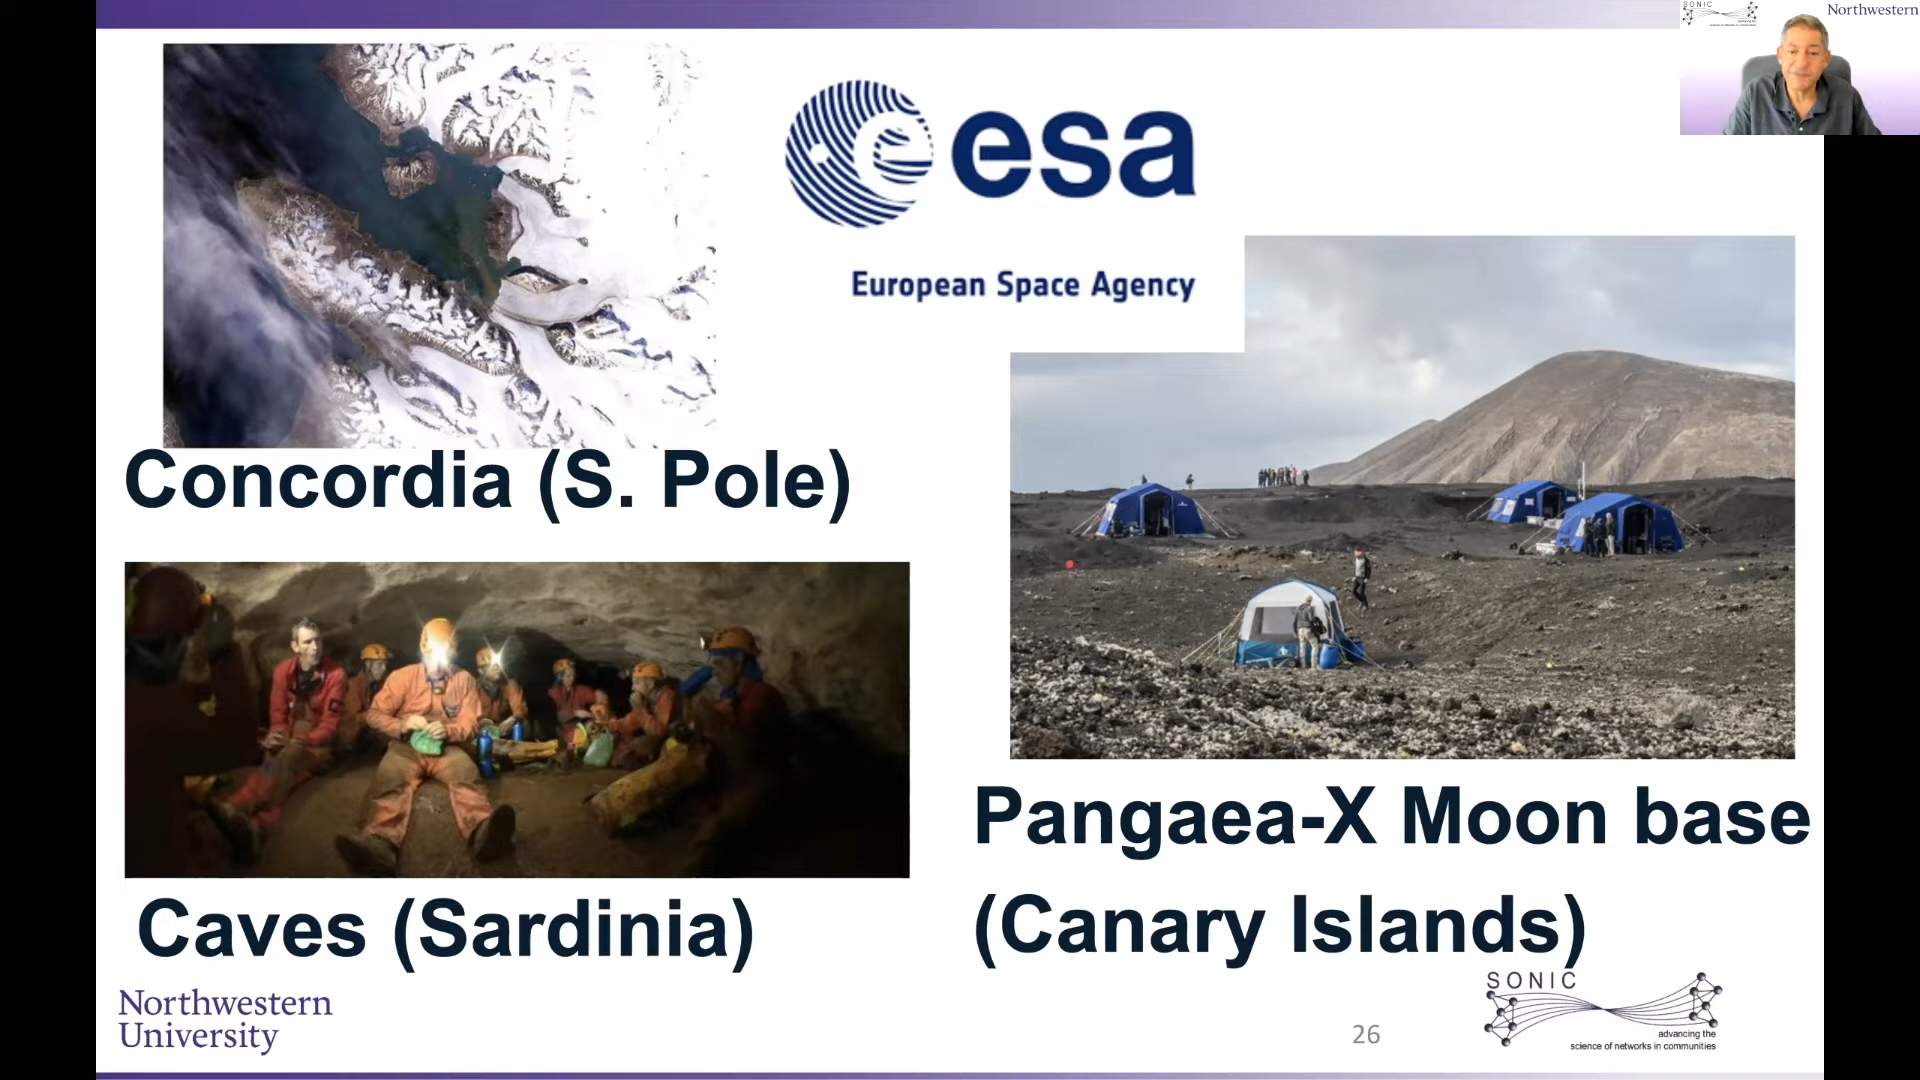 SONIC
Northwestern
esa
European Space Agency
Concordia (S. Pole)
Caves (Sardinia)
Pangaea-X Moon base
(Canary Islands)
Northwestern
University
26
SONIC
advancing the
science of networks in communities